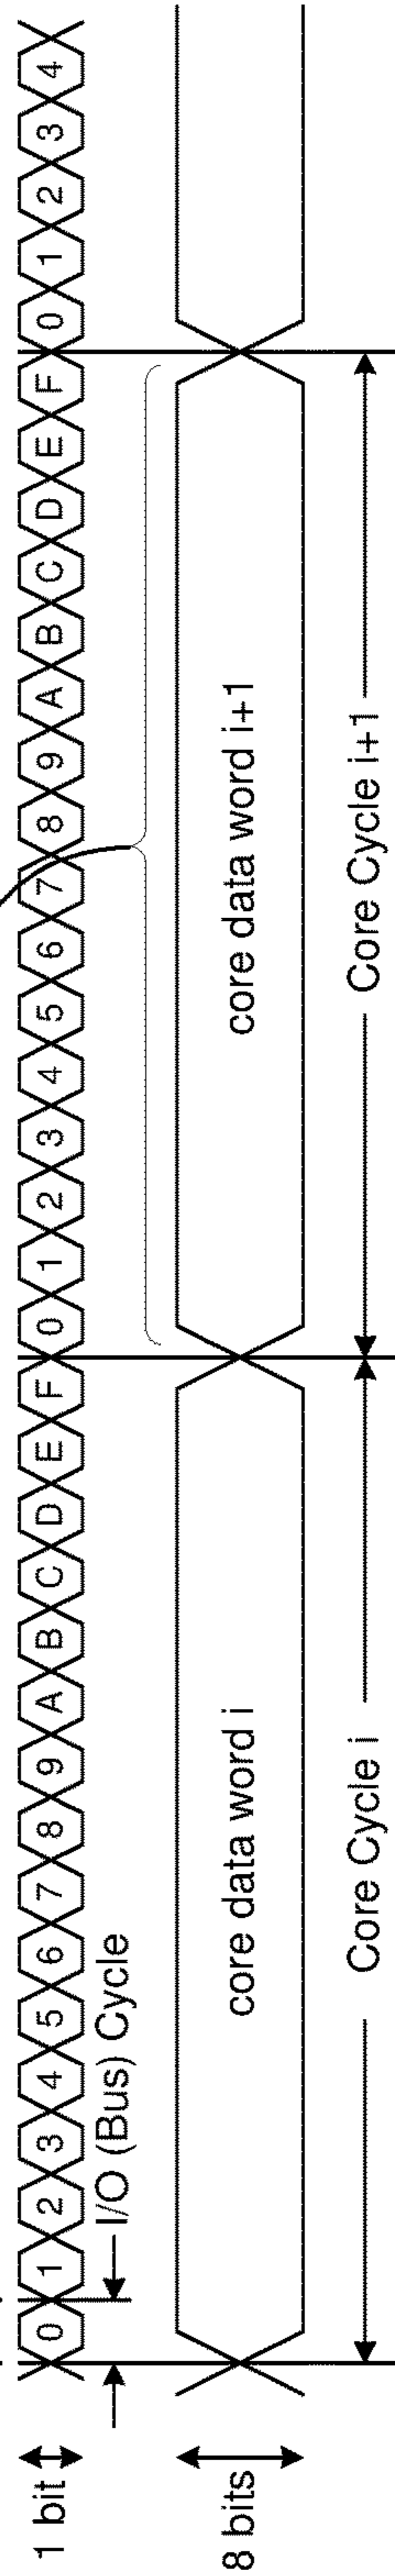 1 bit
0 1 2 3 4 5 6 7 8 9 A B C D E F 0 1 2 3 4 5 6 7 8 9 A B C D E F 0 1 2 3 4
I/O (Bus) Cycle
8 bits
core data word i
core data word i+1
Core Cycle i
Core Cycle i+1